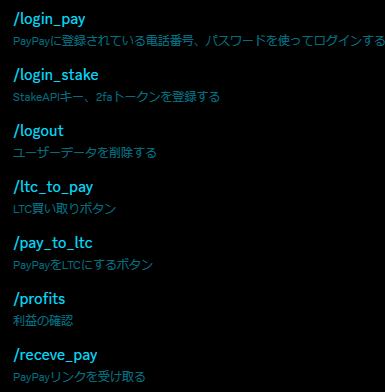 /login_pay
PayPayに登録されている電話番号、パスワードを使ってログインする
/login_stake
StakeAPIキー、2faトークンを登録する
/logout
ユーザーデータを削除する
/ltc_to_pay
LTC買い取りボタン
/pay_to_ltc
PayPayをLTCにするボタン
/profits
利益の確認
/receve_pay
PayPayリンクを受け取る